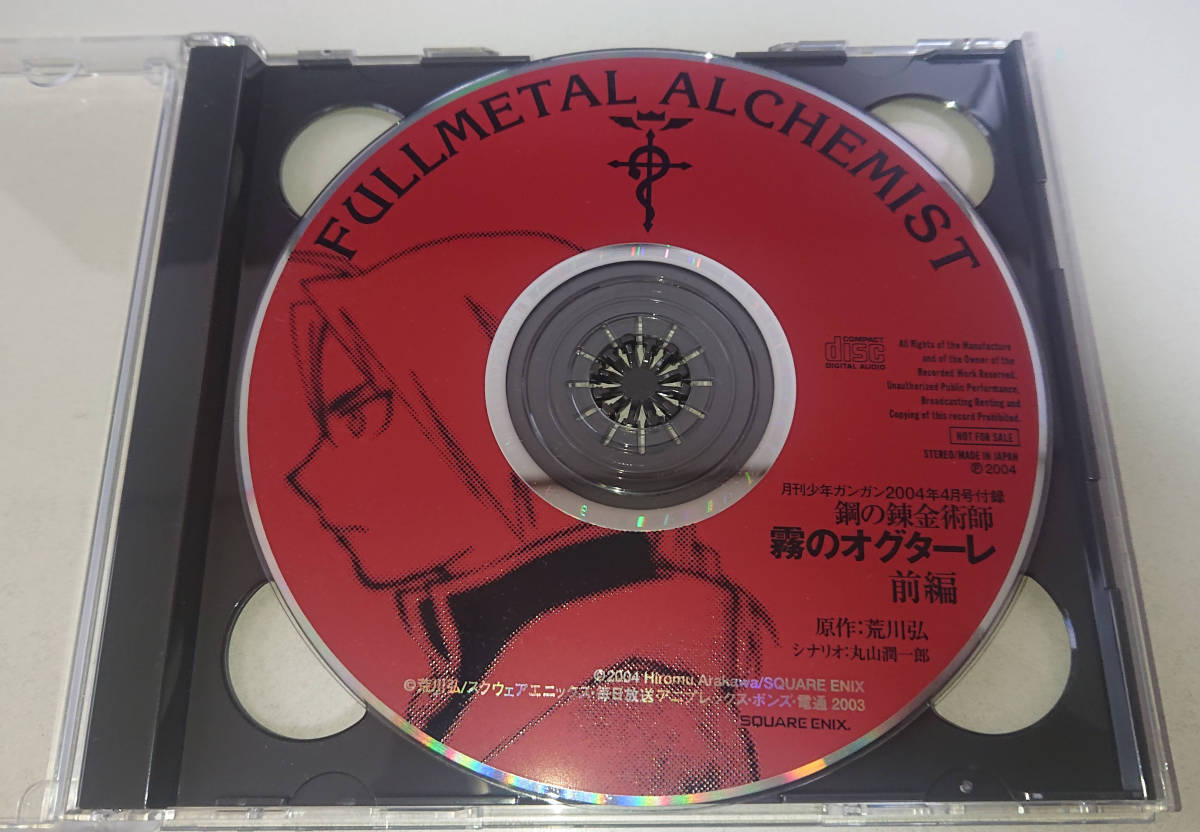 FULLMETAL ALCHEMIST
COMPACT
disc
DIGITAL AUDIO
All Rights of the Manufacture
and of the Owner of the
Recorded Work Reserved.
Unauthorized Public Performance,
Broadcasting Renting and
Copying of this record Prohibited.
NOT FOR SALE
STEREO/MADE IN JAPAN
℗2004
月刊少年ガンガン2004年4月号付録
鋼の錬金術師
霧のオグターレ
前編
原作:荒川弘
シナリオ:丸山潤一郎
℗2004 Hiromu Arakawa/SQUARE ENIX
©荒川弘/スクウェアエニックス・毎日放送・アニプレックス・ボンズ・電通 2003
SQUARE ENIX.